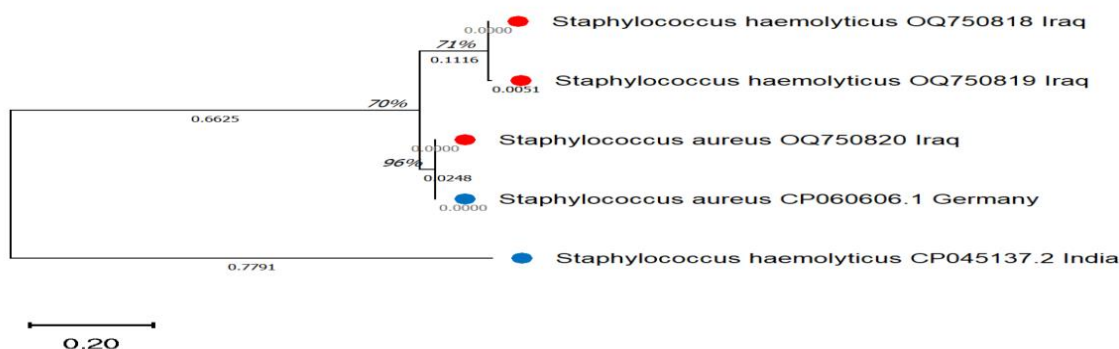 Staphylococcus haemolyticus OQ750818 Iraq
0.0000
71%
0.1116
Staphylococcus haemolyticus OQ750819 Iraq
0.0051
70%
0.6625
Staphylococcus aureus OQ750820 Iraq
0.0000
96%
0.0248
Staphylococcus aureus CP060606.1 Germany
0.0000
Staphylococcus haemolyticus CP045137.2 India
0.7791
0.20